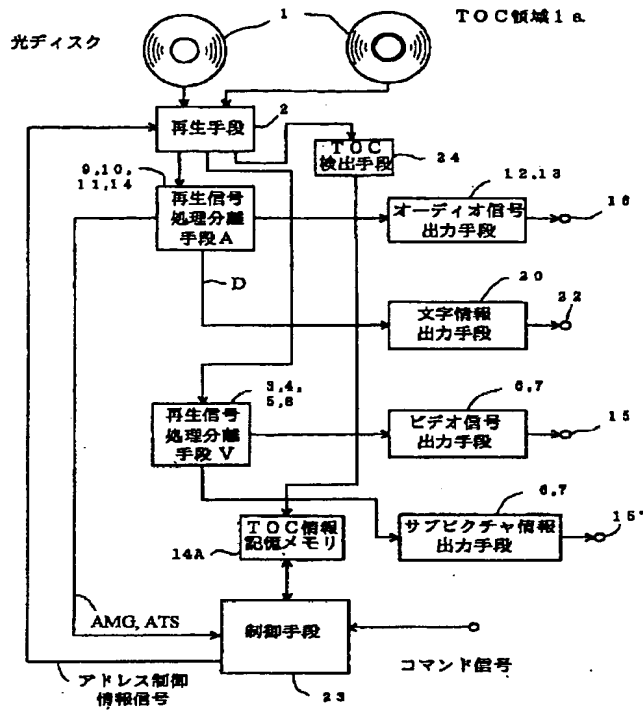 光ディスク
1
TOC領域1a
再生手段
2
TOC
検出手段
24
9,10,
11,14
再生信号
処理分離
手段A
12,13
オーディオ信号
出力手段
16
D
20
文字情報
出力手段
22
3,4,
5,8
再生信号
処理分離
手段V
6,7
ビデオ信号
出力手段
15
6,7
サブピクチャ情報
出力手段
15'
TOC情報
記憶メモリ
14A
AMG, ATS
制御手段
コマンド信号
アドレス制御
情報信号
23